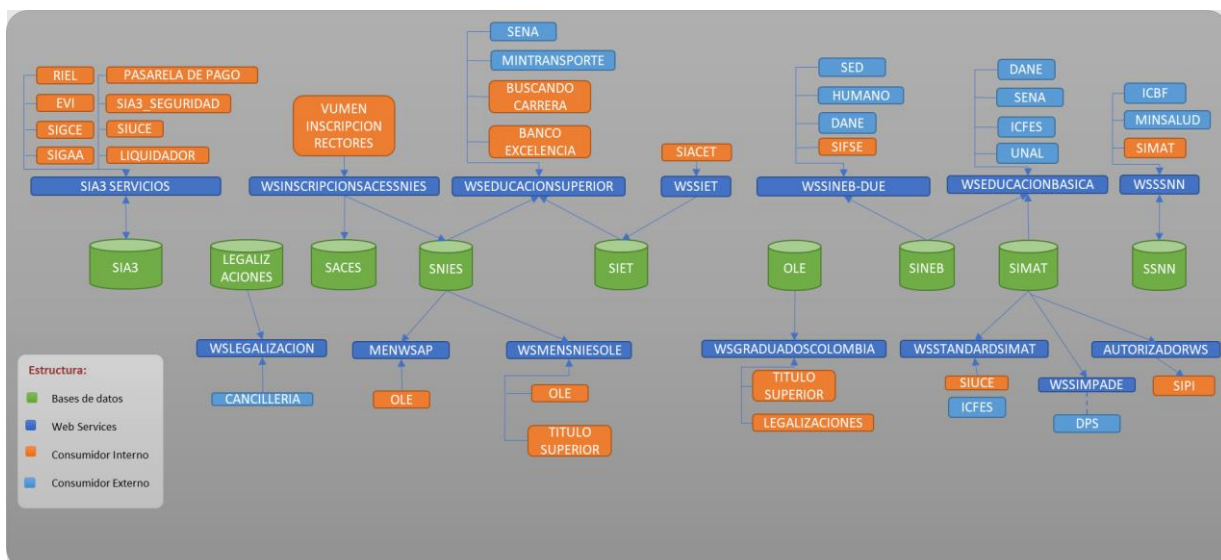 SENA
MINTRANSPORTE
BUSCANDO
CARRERA
BANCO
EXCELENCIA
RIEL
EVI
SIGCE
SIGAA
PASARELA DE PAGO
SIA3_SEGURIDAD
SIUCE
LIQUIDADOR
VUMEN
INSCRIPCION
RECTORES
SIACET
SED
HUMANO
DANE
SIFSE
DANE
SENA
ICFES
UNAL
ICBF
MINSALUD
SIMAT
SIA3 SERVICIOS
WSINSCRIPCIONSACESSNIES
WSEDUCACIONSUPERIOR
WSSIET
WSSINEB-DUE
WSEDUCACIONBASICA
WSSSNN
SIA3
LEGALIZ
ACIONES
SACES
SNIES
SIET
OLE
SINEB
SIMAT
SSNN
WSLEGALIZACION
MENWSAP
WSMENSNIESOLE
WSGRADUADOSCOLOMBIA
WSSTANDARDSIMAT
AUTORIZADORWS
CANCILLERIA
OLE
OLE
TITULO
SUPERIOR
TITULO
SUPERIOR
LEGALIZACIONES
SIUCE
ICFES
WSSIMPADE
DPS
SIPI
Estructura:
Bases de datos
Web Services
Consumidor Interno
Consumidor Externo